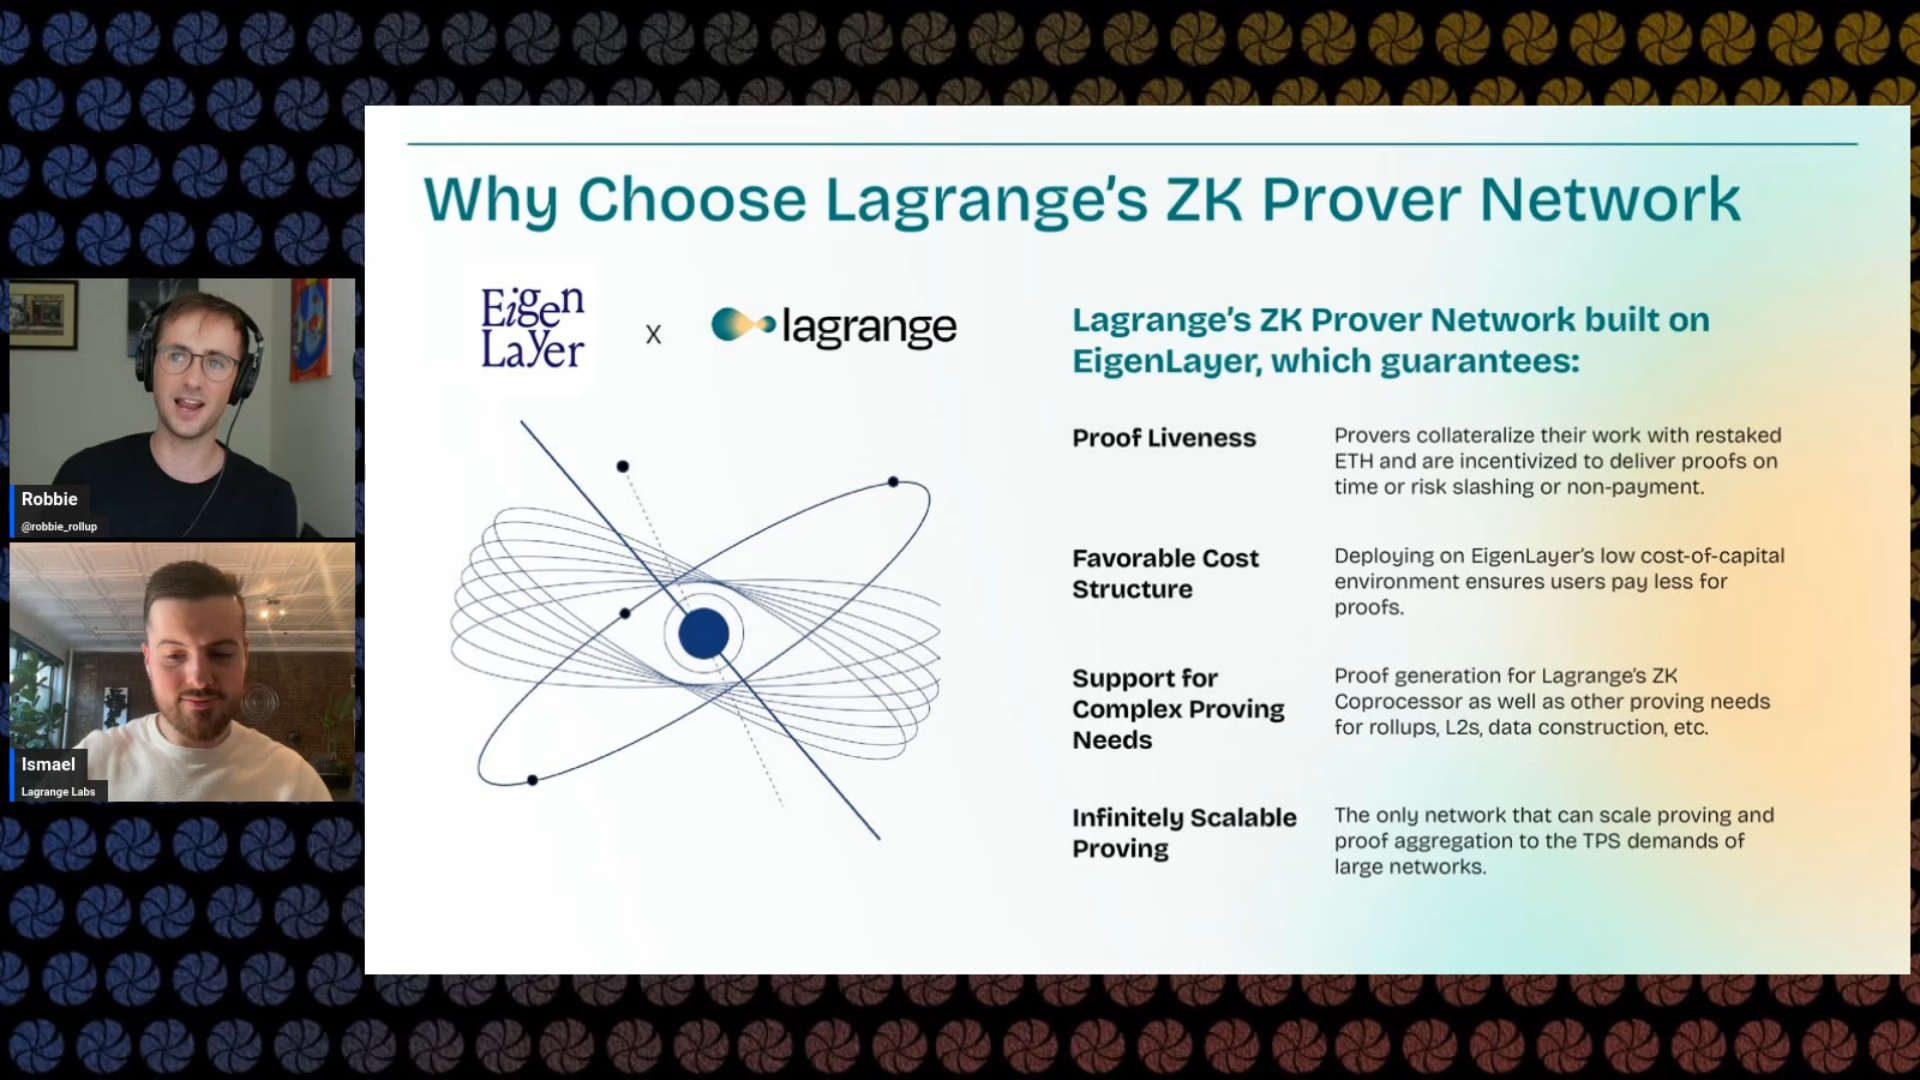 Why Choose Lagrange's ZK Prover Network
Eigen
Layer
X
lagrange
Lagrange's ZK Prover Network built on
EigenLayer, which guarantees:
Proof Liveness
Provers collateralize their work with restaked
ETH and are incentivized to deliver proofs on
time or risk slashing or non-payment.
Favorable Cost
Structure
Deploying on EigenLayer's low cost-of-capital
environment ensures users pay less for
proofs.
Support for
Complex Proving
Needs
Proof generation for Lagrange's ZK
Coprocessor as well as other proving needs
for rollups, L2s, data construction, etc.
Infinitely Scalable
Proving
The only network that can scale proving and
proof aggregation to the TPS demands of
large networks.
Robbie
@robbie_rollup
Ismael
Lagrange Labs